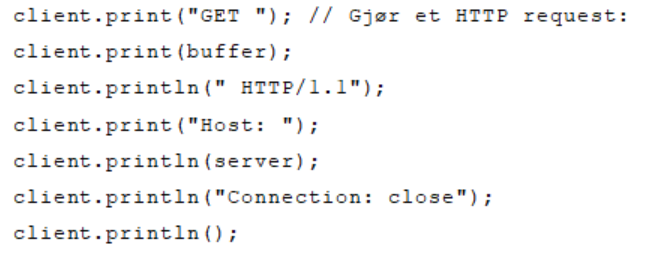 client.print("GET "); // Gjør et HTTP request:
client.print(buffer);
client.println(" HTTP/1.1");
client.print("Host: ");
client.println(server);
client.println("Connection: close");
client.println();